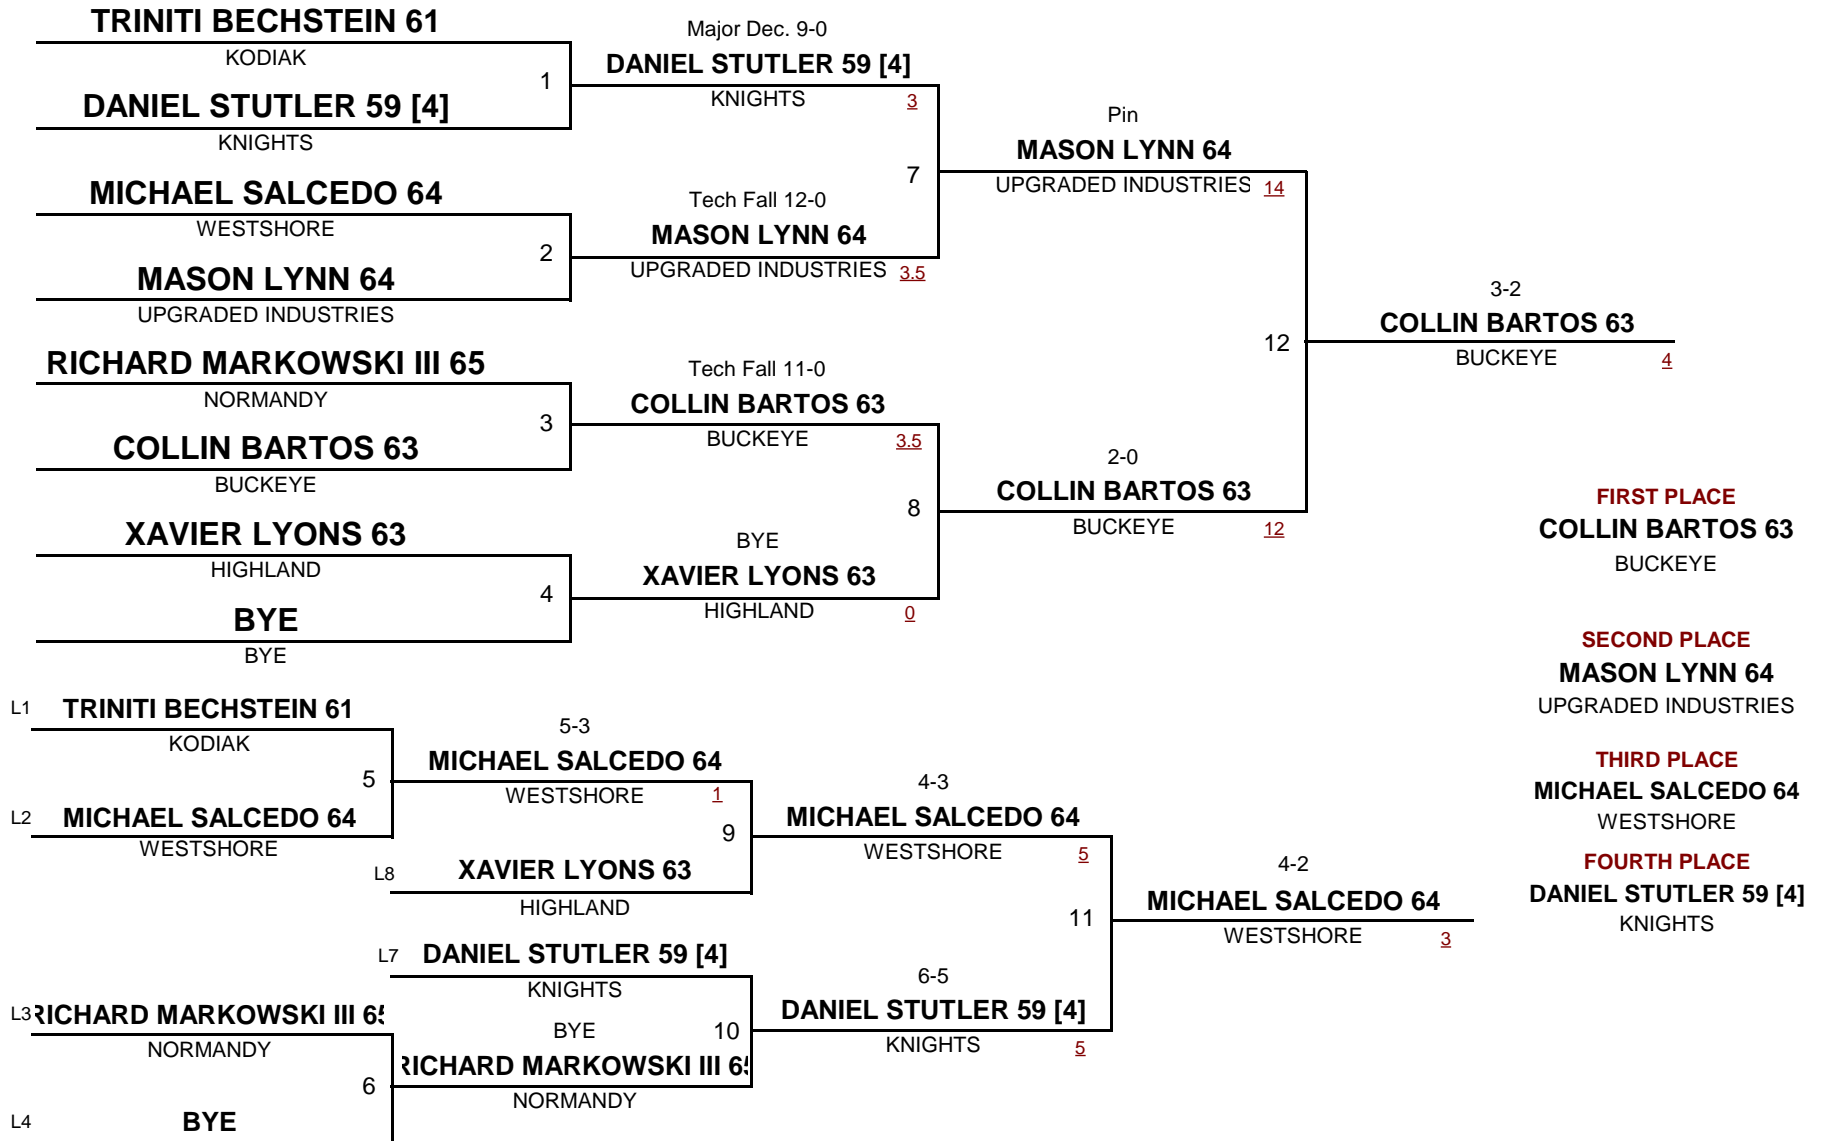 TRINITI BECHSTEIN 61
KODIAK
1
DANIEL STUTLER 59 [4]
KNIGHTS
MICHAEL SALCEDO 64
WESTSHORE
2
MASON LYNN 64
UPGRADED INDUSTRIES
RICHARD MARKOWSKI III 65
NORMANDY
3
COLLIN BARTOS 63
BUCKEYE
XAVIER LYONS 63
HIGHLAND
4
BYE
BYE
Major Dec. 9-0
DANIEL STUTLER 59 [4]
KNIGHTS 3
7
Tech Fall 12-0
MASON LYNN 64
UPGRADED INDUSTRIES 3.5
Tech Fall 11-0
COLLIN BARTOS 63
BUCKEYE 3.5
8
BYE
XAVIER LYONS 63
HIGHLAND 0
Pin
MASON LYNN 64
UPGRADED INDUSTRIES 14
12
2-0
COLLIN BARTOS 63
BUCKEYE 12
3-2
COLLIN BARTOS 63
BUCKEYE 4
FIRST PLACE
COLLIN BARTOS 63
BUCKEYE
SECOND PLACE
MASON LYNN 64
UPGRADED INDUSTRIES
THIRD PLACE
MICHAEL SALCEDO 64
WESTSHORE
FOURTH PLACE
DANIEL STUTLER 59 [4]
KNIGHTS
L1 TRINITI BECHSTEIN 61
KODIAK
5
L2 MICHAEL SALCEDO 64
WESTSHORE
5-3
MICHAEL SALCEDO 64
WESTSHORE 1
9
L8 XAVIER LYONS 63
HIGHLAND
4-3
MICHAEL SALCEDO 64
WESTSHORE 5
11
L7 DANIEL STUTLER 59 [4]
KNIGHTS
10
BYE
RICHARD MARKOWSKI III 65
NORMANDY
6-5
DANIEL STUTLER 59 [4]
KNIGHTS 5
4-2
MICHAEL SALCEDO 64
WESTSHORE 3
L3 RICHARD MARKOWSKI III 65
NORMANDY
6
L4 BYE